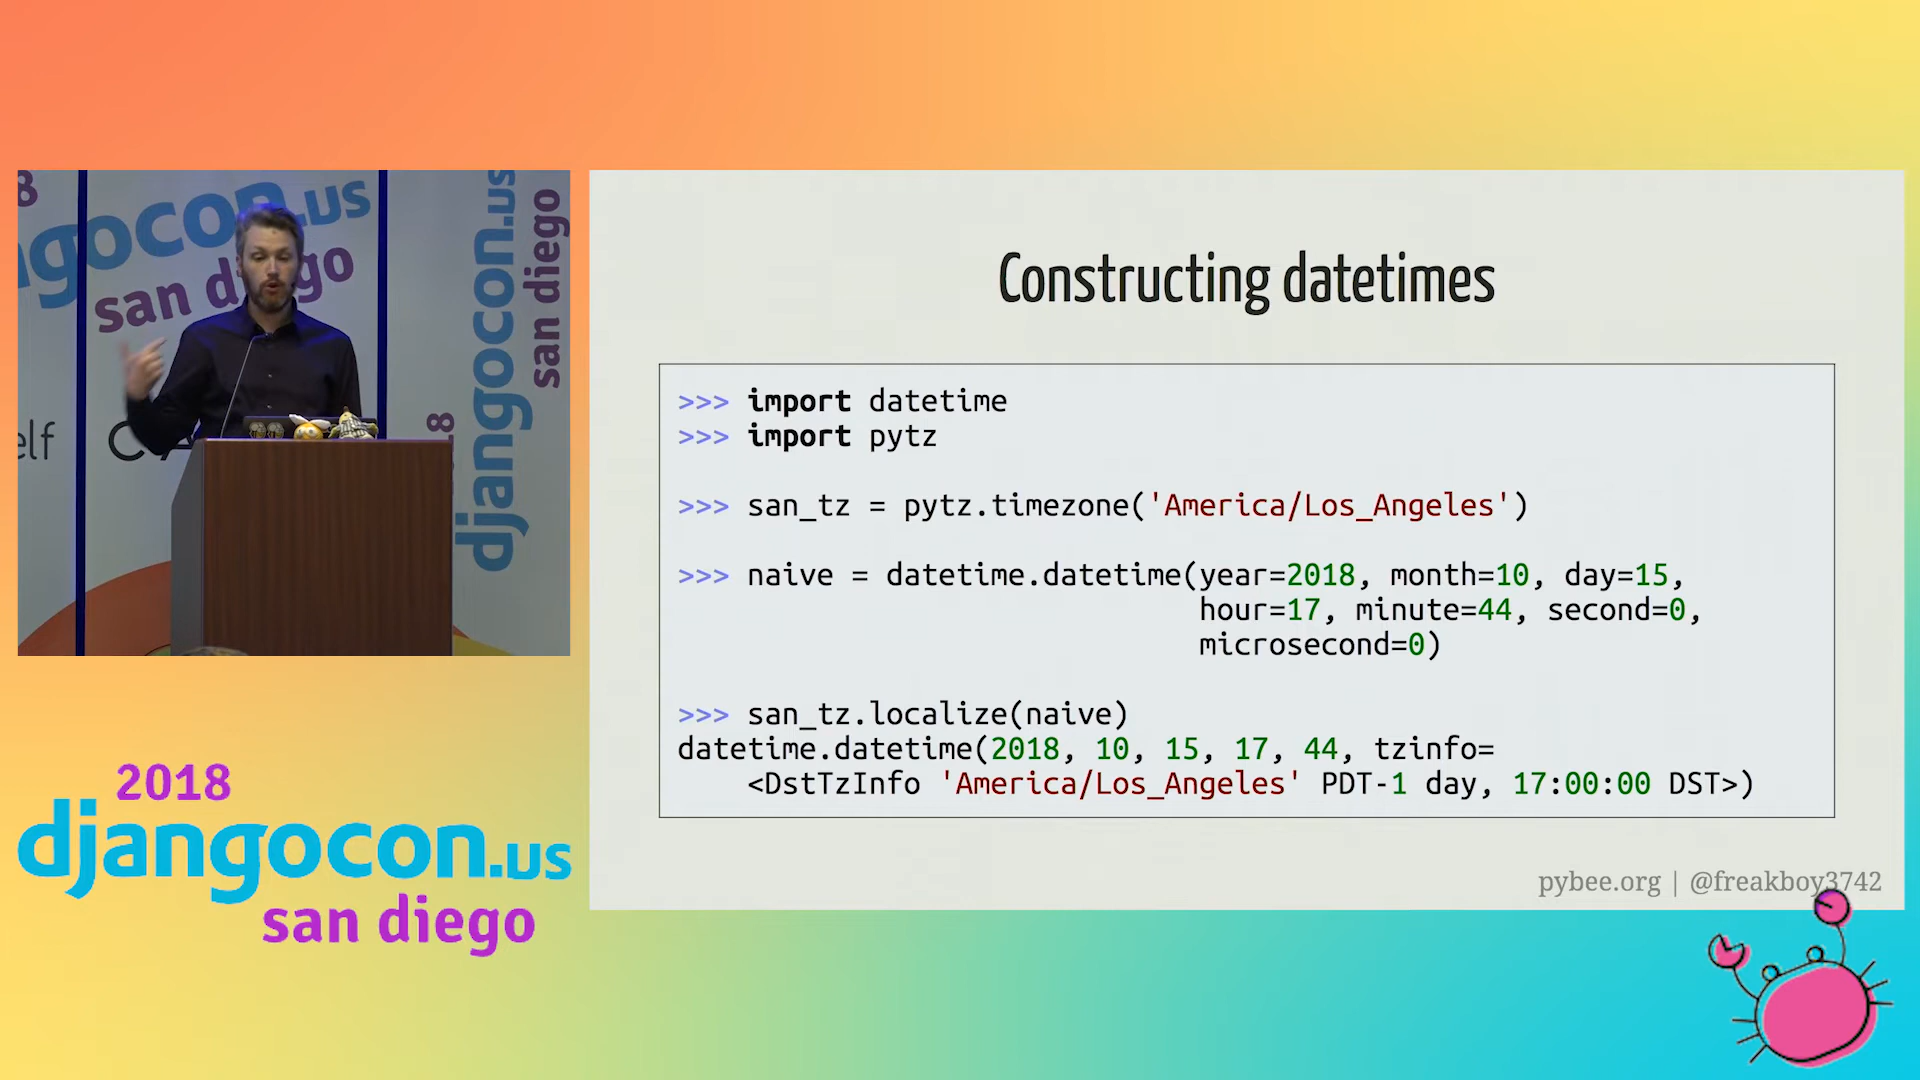 8
djangocon.us
san diego
elf
djangocon.us
san diego
18
Constructing datetimes
>>> import datetime
>>> import pytz
>>> san_tz = pytz.timezone('America/Los_Angeles')
>>> naive = datetime.datetime(year=2018, month=10, day=15,
hour=17, minute=44, second=0,
microsecond=0)
>>> san_tz.localize(naive)
datetime.datetime(2018, 10, 15, 17, 44, tzinfo=
<DstTzInfo 'America/Los_Angeles' PDT-1 day, 17:00:00 DST>)
pybee.org | @freakboy3742
2018
djangocon.us
san diego